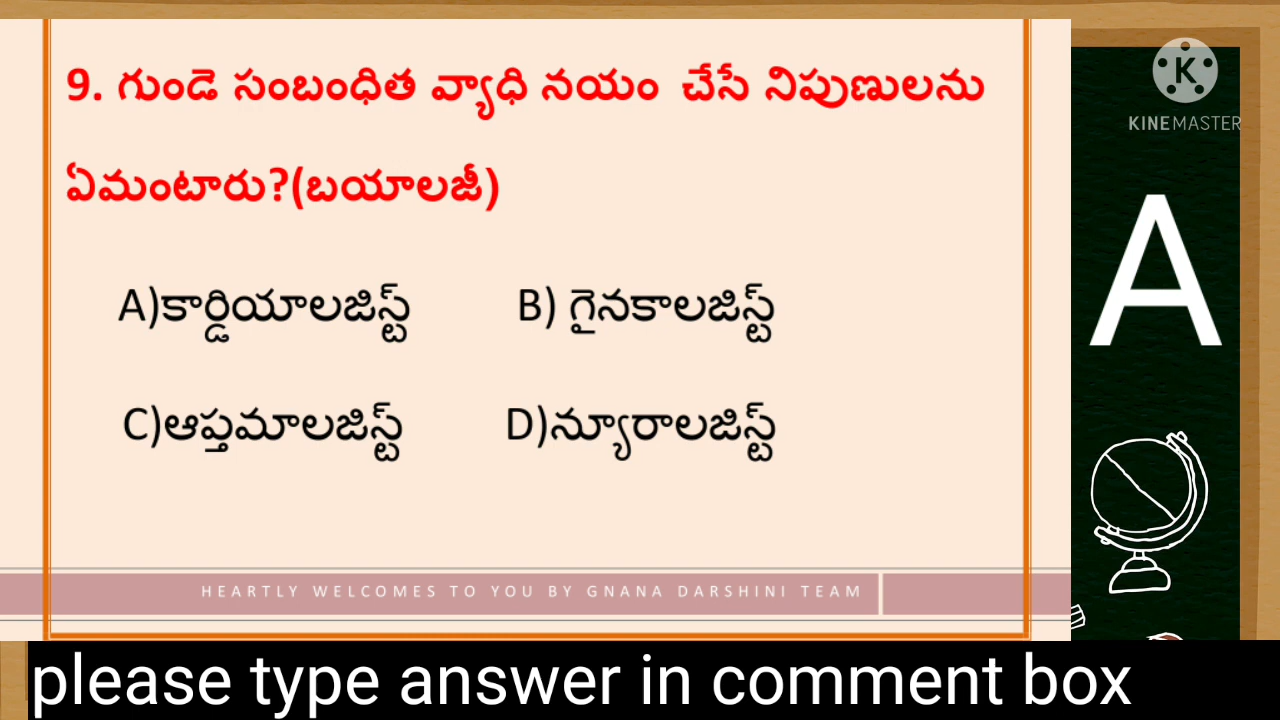 9. గుండె సంబంధిత వ్యాధి నయం చేసే నిపుణులను
ఏమంటారు?(బయాలజీ)
A)కార్డియాలజిస్ట్ B) గైనకాలజిస్ట్
C)ఆప్తమాలజిస్ట్ D)న్యూరాలజిస్ట్
HEARTLY WELCOMES TO YOU BY GNANA DARSHINI TEAM
K
KINEMASTER
A
please type answer in comment box